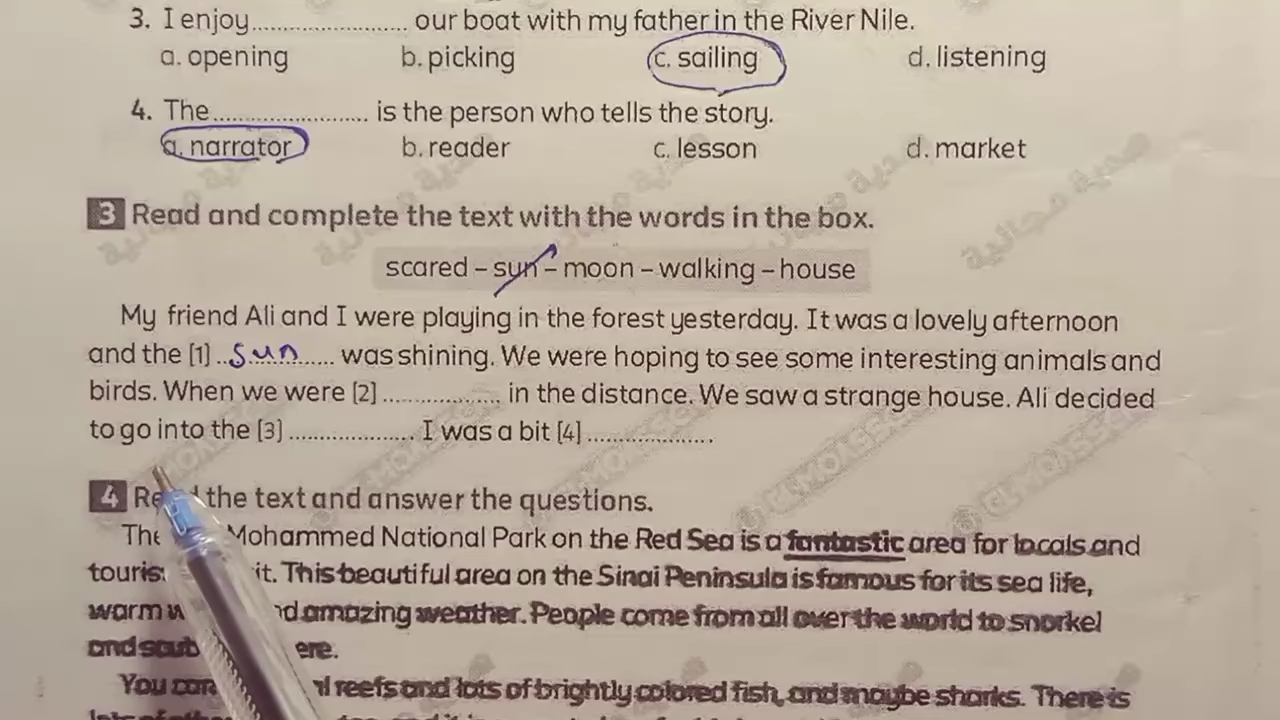 3. I enjoy........................ our boat with my father in the River Nile.
a. opening b. picking c. sailing d. listening
4. The........................ is the person who tells the story.
a. narrator b. reader c. lesson d. market
3 Read and complete the text with the words in the box.
scared – sun – moon – walking – house
My friend Ali and I were playing in the forest yesterday. It was a lovely afternoon
and the [1] ..sun...... was shining. We were hoping to see some interesting animals and
birds. When we were [2] ................... in the distance. We saw a strange house. Ali decided
to go into the [3] .................... I was a bit [4] ....................
4 Read the text and answer the questions.
The Mohammed National Park on the Red Sea is a fantastic area for locals and
it. This beautiful area on the Sinai Peninsula is famous for its sea life,
warm amazing weather. People come from all over the world to snorkel
and
You can reefs and lots of brightly colored fish, and maybe sharks. There is